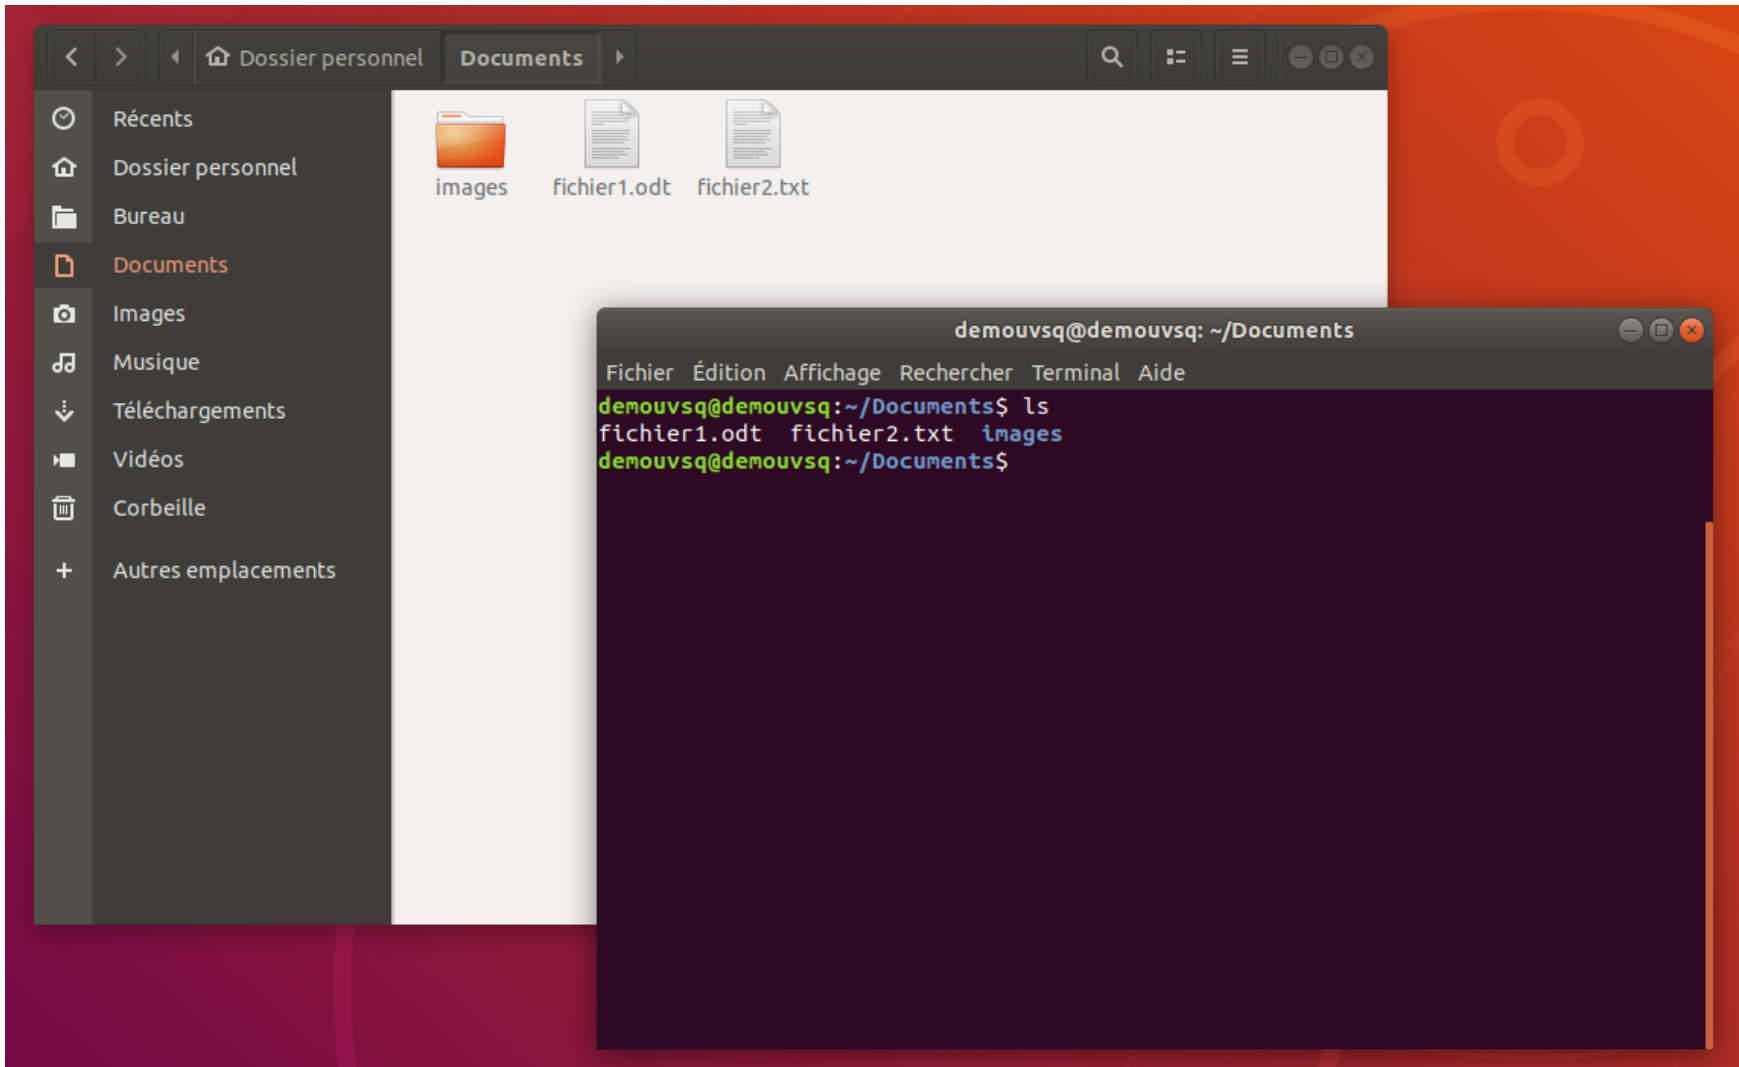 Dossier personnel Documents
Récents
Dossier personnel
Bureau
Documents
Images
Musique
Téléchargements
Vidéos
Corbeille
Autres emplacements
images fichier1.odt fichier2.txt
demouvsq@demouvsq: ~/Documents
Fichier Édition Affichage Rechercher Terminal Aide
demouvsq@demouvsq:~/Documents$ ls
fichier1.odt fichier2.txt images
demouvsq@demouvsq:~/Documents$